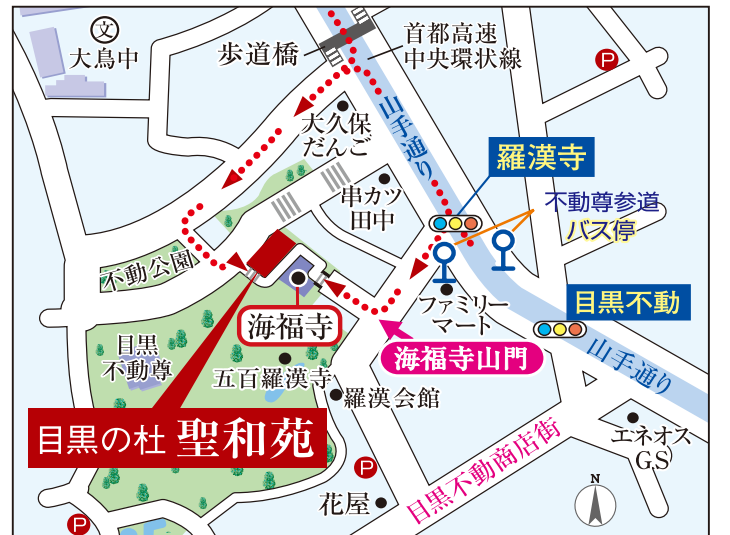 文
大鳥中
歩道橋
首都高速
中央環状線
P
大久保
だんご
山手通り
羅漢寺
串カツ
田中
不動尊参道
バス停
不動公園
海福寺
ファミリー
マート
目黒不動
目黒
不動尊
海福寺山門
山手通り
五百羅漢寺
羅漢会館
目黒の杜 聖和苑
エネオス
G.S
目黒不動商店街
P
花屋
N
P